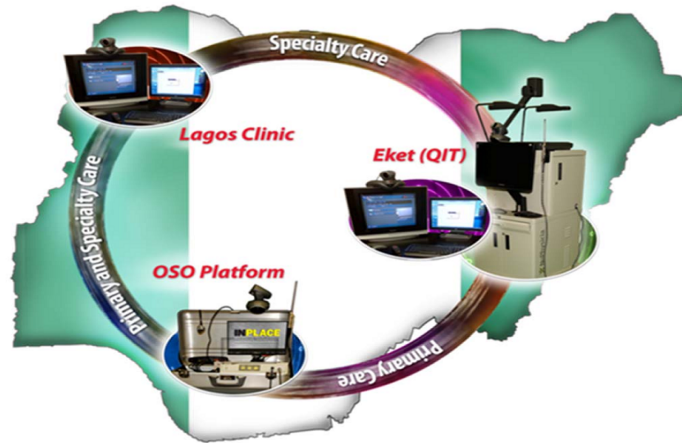 Specialty Care
Lagos Clinic
Eket (QIT)
Primary and Specialty Care
OSO Platform
INPLACE
Primary Care